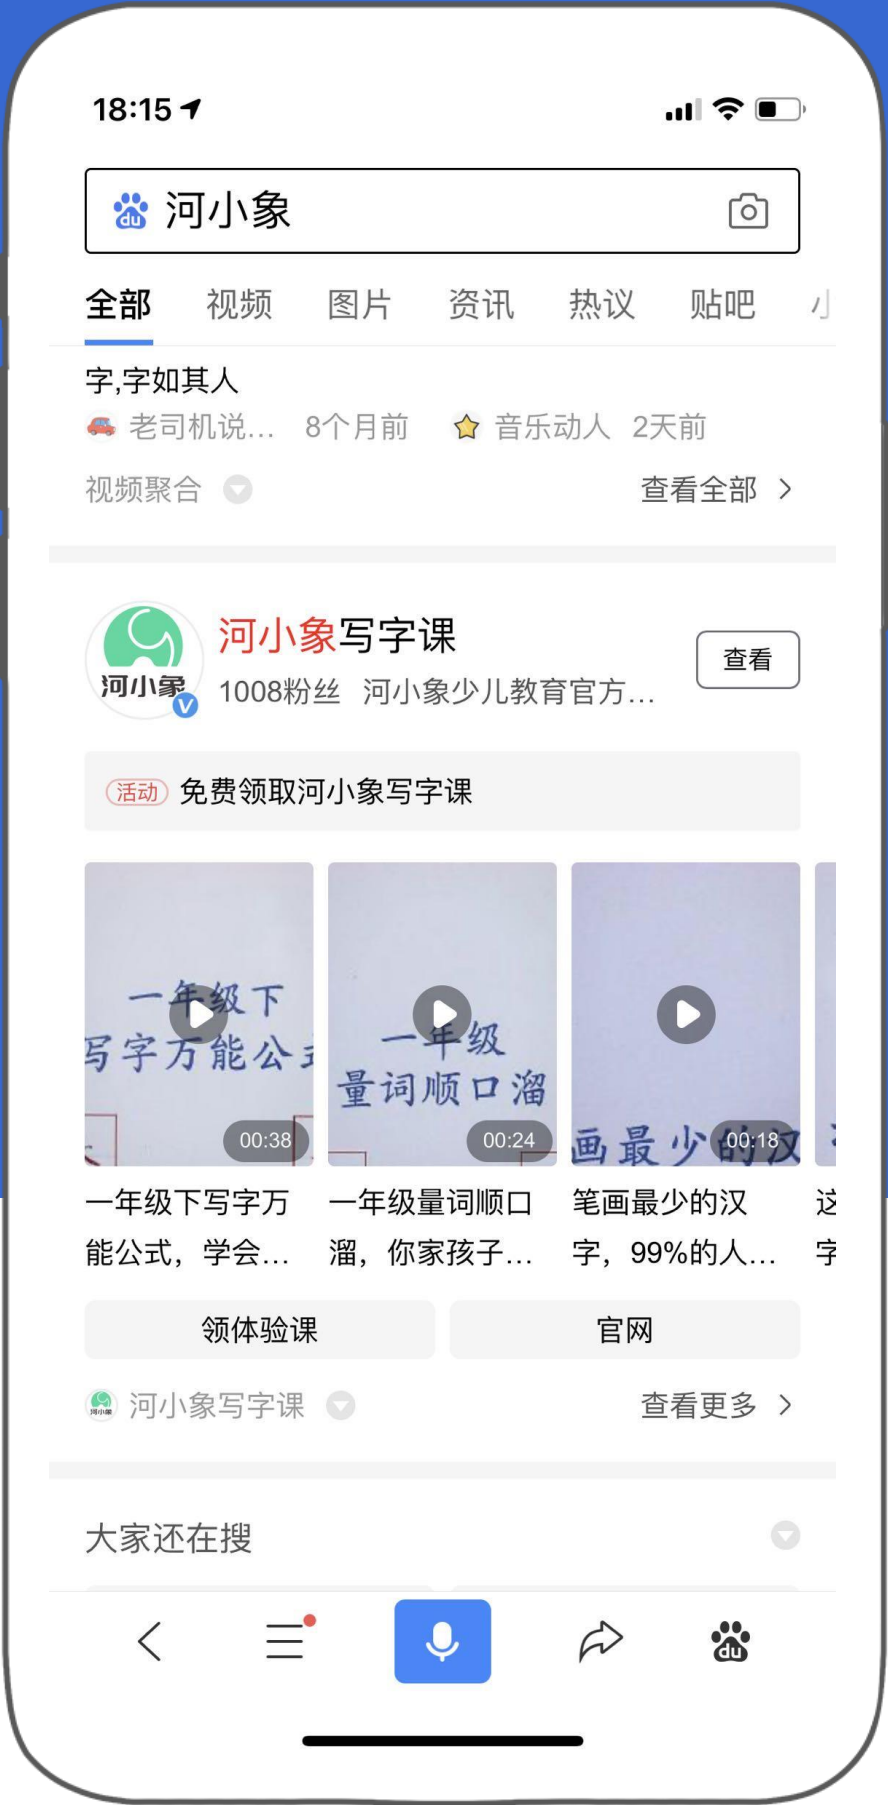 18:15
du 河小象
全部 视频 图片 资讯 热议 贴吧
字,字如其人
老司机说... 8个月前 音乐动人 2天前
视频聚合 查看全部
河小象写字课
河小象 V
1008粉丝 河小象少儿教育官方...
查看
活动 免费领取河小象写字课
一年级下
写字万能公式
00:38
一年级
量词顺口溜
00:24
画最少的汉
00:18
一年级下写字万
能公式，学会...
一年级量词顺口
溜，你家孩子...
笔画最少的汉
字，99%的人...
这
字
领体验课 官网
河小象 河小象写字课 查看更多
大家还在搜
du